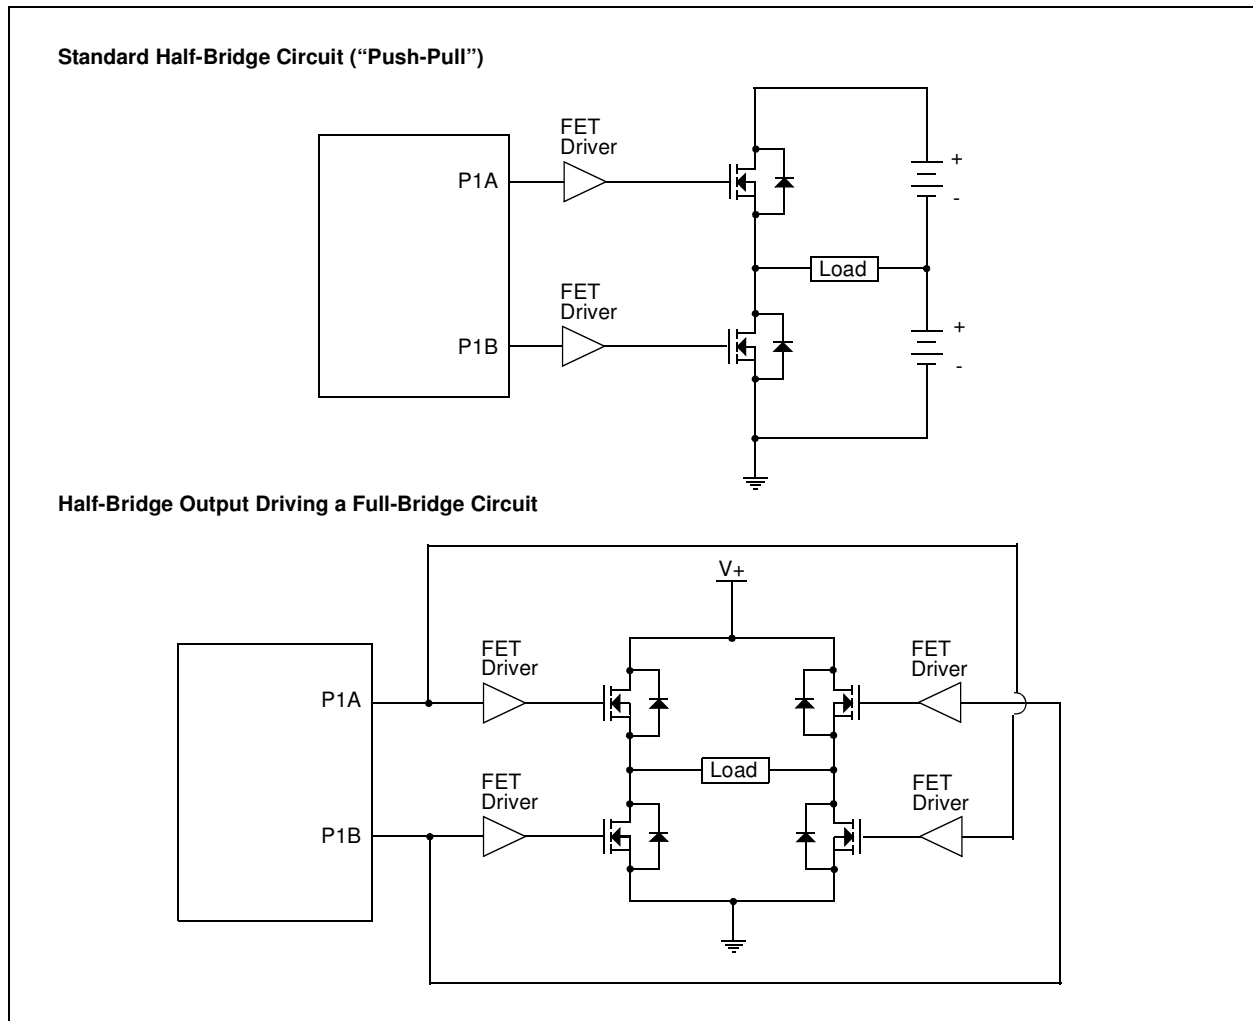 Standard Half-Bridge Circuit (“Push-Pull”)
FET
Driver
P1A
+
-
Load
FET
Driver
P1B
+
-
Half-Bridge Output Driving a Full-Bridge Circuit
V+
FET
Driver
FET
Driver
P1A
Load
FET
Driver
FET
Driver
P1B